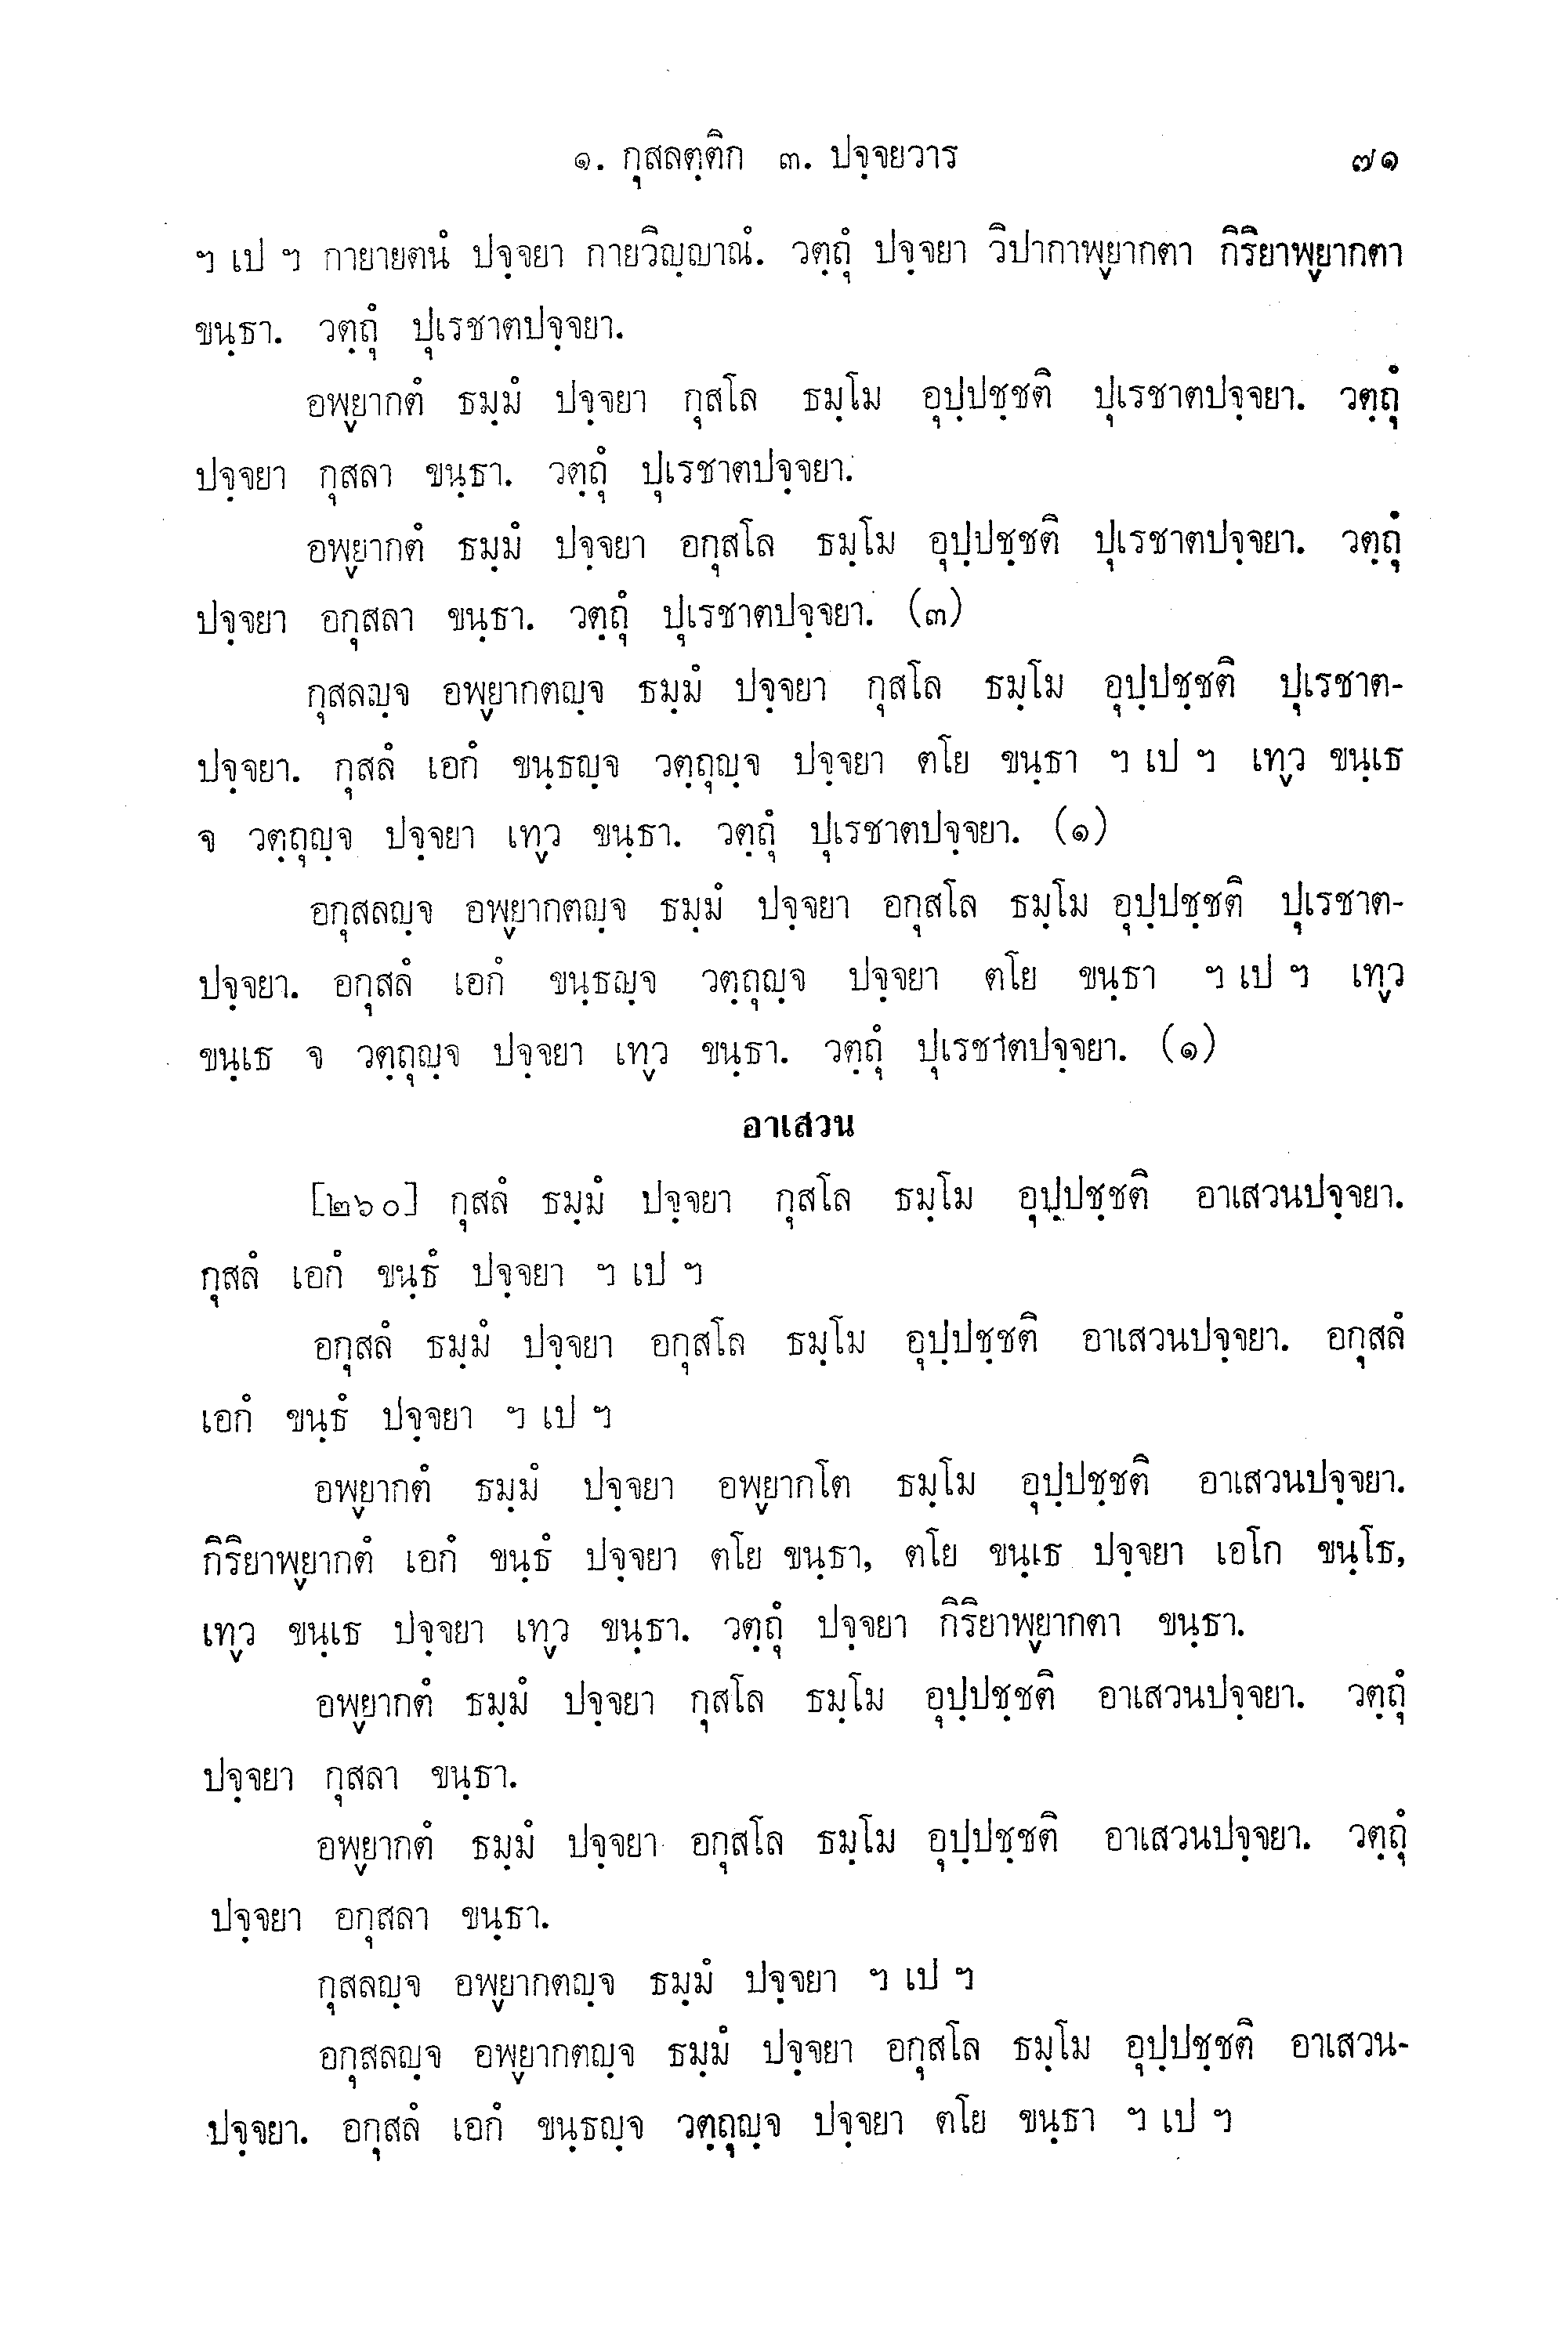 ๑. กุสลตฺติก ๓. ปจฺจยวาร ๗๑
ฯ เป ฯ กายายตนํ ปจฺจยา กายวิญฺญาณํ. วตฺถุํ ปจฺจยา วิปากาพฺยากตา กิริยาพฺยากตา
ขนฺธา. วตฺถุํ ปุเรชาตปจฺจยา.
อพฺยากตํ ธมฺมํ ปจฺจยา กุสโล ธมฺโม อุปฺปชฺชติ ปุเรชาตปจฺจยา. วตฺถุํ
ปจฺจยา กุสลา ขนฺธา. วตฺถุํ ปุเรชาตปจฺจยา.
อพฺยากตํ ธมฺมํ ปจฺจยา อกุสโล ธมฺโม อุปฺปชฺชติ ปุเรชาตปจฺจยา. วตฺถุํ
ปจฺจยา อกุสลา ขนฺธา. วตฺถุํ ปุเรชาตปจฺจยา. (๓)
กุสลญฺจ อพฺยากตญฺจ ธมฺมํ ปจฺจยา กุสโล ธมฺโม อุปฺปชฺชติ ปุเรชาต-
ปจฺจยา. กุสลํ เอกํ ขนฺธญฺจ วตฺถุญฺจ ปจฺจยา ตโย ขนฺธา ฯ เป ฯ เทฺว ขนฺเธ
จ วตฺถุญฺจ ปจฺจยา เทฺว ขนฺธา. วตฺถุํ ปุเรชาตปจฺจยา. (๑)
อกุสลญฺจ อพฺยากตญฺจ ธมฺมํ ปจฺจยา อกุสโล ธมฺโม อุปฺปชฺชติ ปุเรชาต-
ปจฺจยา. อกุสลํ เอกํ ขนฺธญฺจ วตฺถุญฺจ ปจฺจยา ตโย ขนฺธา ฯ เป ฯ เทฺว
ขนฺเธ จ วตฺถุญฺจ ปจฺจยา เทฺว ขนฺธา. วตฺถุํ ปุเรชาตปจฺจยา. (๑)
อาเสวน
[๒๖๐] กุสลํ ธมฺมํ ปจฺจยา กุสโล ธมฺโม อุปฺปชฺชติ อาเสวนปจฺจยา.
กุสลํ เอกํ ขนฺธํ ปจฺจยา ฯ เป ฯ
อกุสลํ ธมฺมํ ปจฺจยา อกุสโล ธมฺโม อุปฺปชฺชติ อาเสวนปจฺจยา. อกุสลํ
เอกํ ขนฺธํ ปจฺจยา ฯ เป ฯ
อพฺยากตํ ธมฺมํ ปจฺจยา อพฺยากโต ธมฺโม อุปฺปชฺชติ อาเสวนปจฺจยา.
กิริยาพฺยากตํ เอกํ ขนฺธํ ปจฺจยา ตโย ขนฺธา, ตโย ขนฺเธ ปจฺจยา เอโก ขนฺโธ,
เทฺว ขนฺเธ ปจฺจยา เทฺว ขนฺธา. วตฺถุํ ปจฺจยา กิริยาพฺยากตา ขนฺธา.
อพฺยากตํ ธมฺมํ ปจฺจยา กุสโล ธมฺโม อุปฺปชฺชติ อาเสวนปจฺจยา. วตฺถุํ
ปจฺจยา กุสลา ขนฺธา.
อพฺยากตํ ธมฺมํ ปจฺจยา อกุสโล ธมฺโม อุปฺปชฺชติ อาเสวนปจฺจยา. วตฺถุํ
ปจฺจยา อกุสลา ขนฺธา.
กุสลญฺจ อพฺยากตญฺจ ธมฺมํ ปจฺจยา ฯ เป ฯ
อกุสลญฺจ อพฺยากตญฺจ ธมฺมํ ปจฺจยา อกุสโล ธมฺโม อุปฺปชฺชติ อาเสวน-
ปจฺจยา. อกุสลํ เอกํ ขนฺธญฺจ วตฺถุญฺจ ปจฺจยา ตโย ขนฺธา ฯ เป ฯ